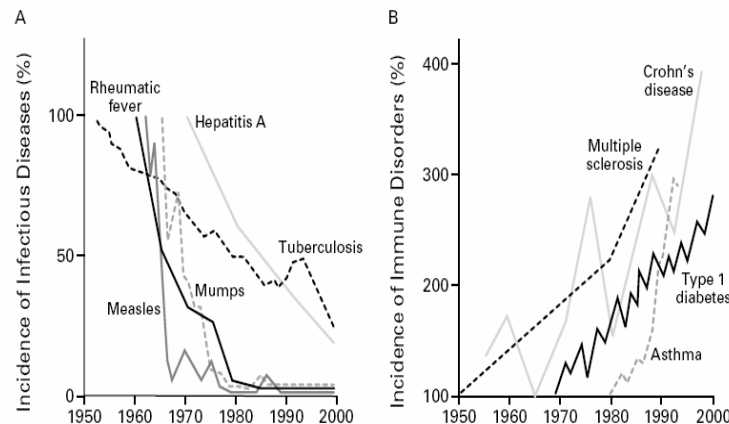 A
Incidence of Infectious Diseases (%)
100
50
0
Rheumatic
fever
Hepatitis A
Tuberculosis
Mumps
Measles
1950 1960 1970 1980 1990 2000
B
Incidence of Immune Disorders (%)
400
300
200
100
Crohn's
disease
Multiple
sclerosis
Type 1
diabetes
Asthma
1950 1960 1970 1980 1990 2000